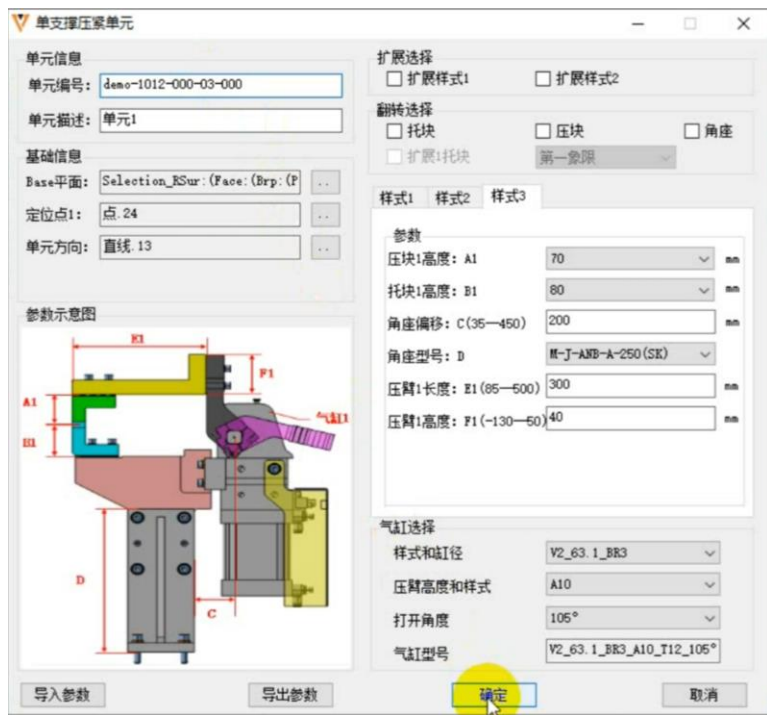 单支撑压紧单元
单元信息
单元编号: demo-1012-000-03-000
单元描述: 单元1
基础信息
Base平面: Selection_RSur:(Face:(Brp:(P ..
定位点1: 点.24 ..
单元方向: 直线.13 ..
参数示意图
E1
F1
A1
气缸1
B1
D
C
导入参数
导出参数
扩展选择
扩展样式1 扩展样式2
翻转选择
托块 压块 角座
扩展1托块 第一象限
样式1 样式2 样式3
参数
压块1高度: A1 70 mm
托块1高度: B1 80 mm
角座偏移: C(35—450) 200 mm
角座型号: D M-J-ANB-A-250(SK)
压臂1长度: E1(85—500) 300 mm
压臂1高度: F1(-130—50) 40 mm
气缸选择
样式和缸径 V2_63.1_BR3
压臂高度和样式 A10
打开角度 105°
气缸型号 V2_63.1_BR3_A10_T12_105°
确定 取消